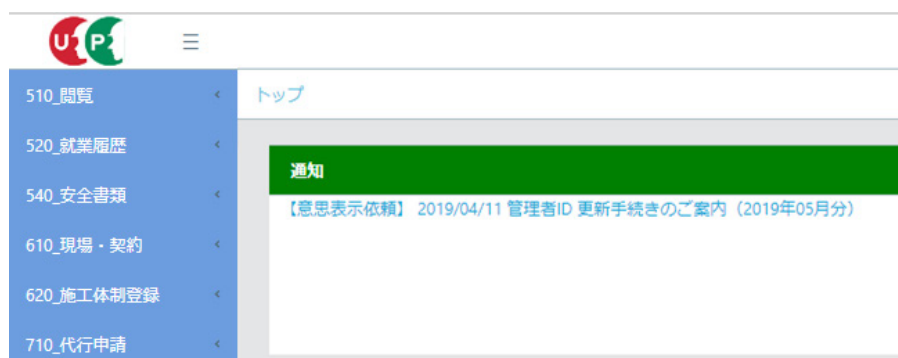 U P
510_閲覧
520_就業履歴
540_安全書類
610_現場・契約
620_施工体制登録
710_代行申請
トップ
通知
【意思表示依頼】 2019/04/11 管理者ID 更新手続きのご案内（2019年05月分）